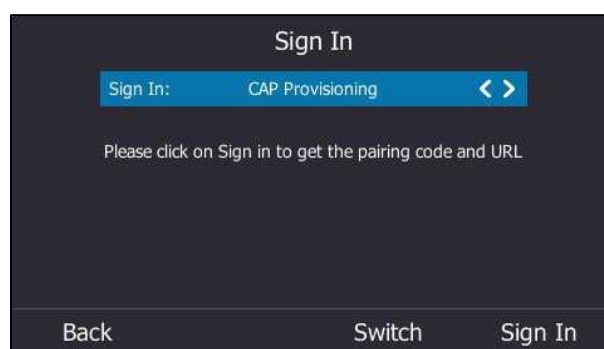 Sign In
Sign In: CAP Provisioning
Please click on Sign in to get the pairing code and URL
Back Switch Sign In